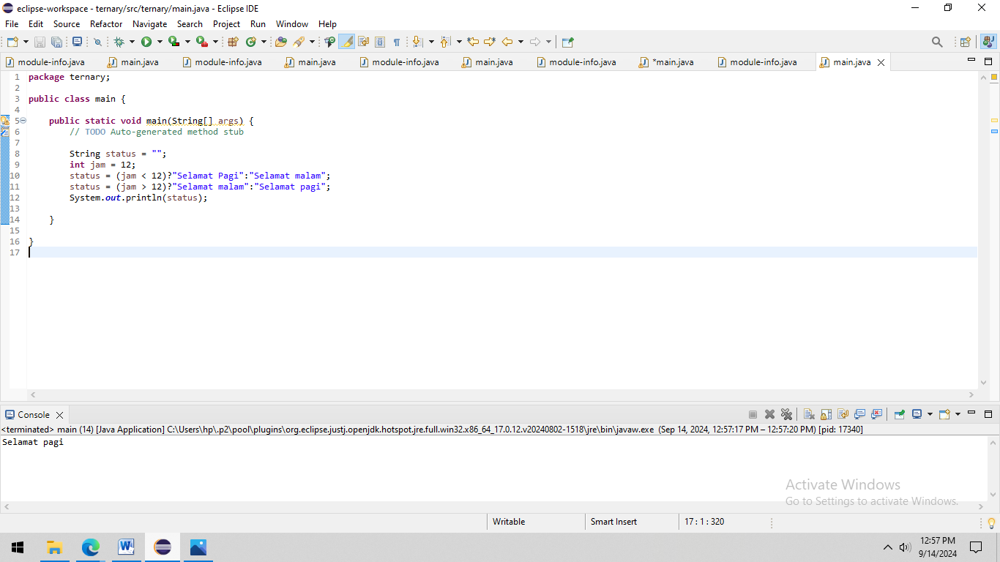 eclipse-workspace - ternary/src/ternary/main.java - Eclipse IDE
File Edit Source Refactor Navigate Search Project Run Window Help
module-info.java main.java module-info.java main.java module-info.java main.java module-info.java *main.java module-info.java main.java
1 package ternary;
2
3 public class main {
4
5 public static void main(String[] args) {
6 // TODO Auto-generated method stub
7
8 String status = "";
9 int jam = 12;
10 status = (jam < 12)?"Selamat Pagi":"Selamat malam";
11 status = (jam > 12)?"Selamat malam":"Selamat pagi";
12 System.out.println(status);
13
14 }
15
16 }
17
Console
<terminated> main (14) [Java Application] C:\Users\hp\.p2\pool\plugins\org.eclipse.justj.openjdk.hotspot.jre.full.win32.x86_64_17.0.12.v20240802-1518\jre\bin\javaw.exe (Sep 14, 2024, 12:57:17 PM – 12:57:20 PM) [pid: 17340]
Selamat pagi
Activate Windows
Go to Settings to activate Windows.
Writable Smart Insert 17 : 1 : 320
12:57 PM
9/14/2024